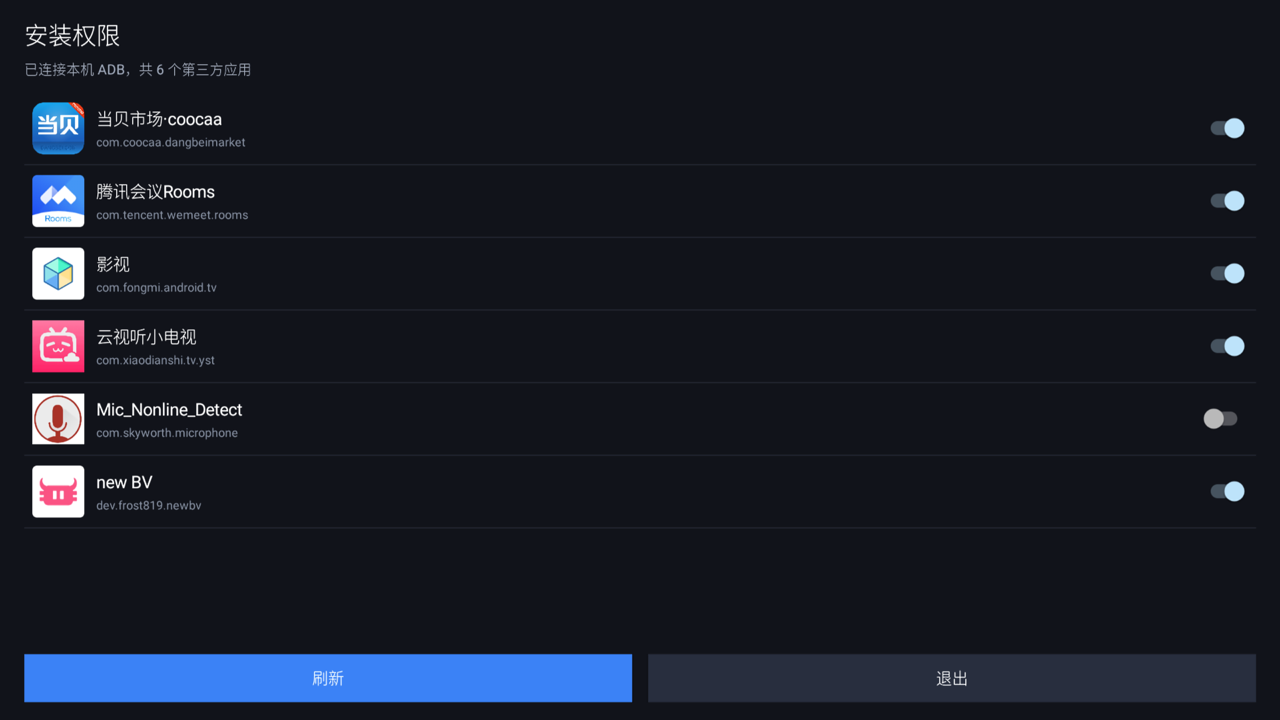 安装权限
已连接本机 ADB，共 6 个第三方应用
当贝
当贝市场·coocaa
com.coocaa.dangbeimarket
Rooms
腾讯会议Rooms
com.tencent.wemeet.rooms
影视
com.fongmi.android.tv
云视听小电视
com.xiaodianshi.tv.yst
Mic_Nonline_Detect
com.skyworth.microphone
new BV
dev.frost819.newbv
刷新
退出